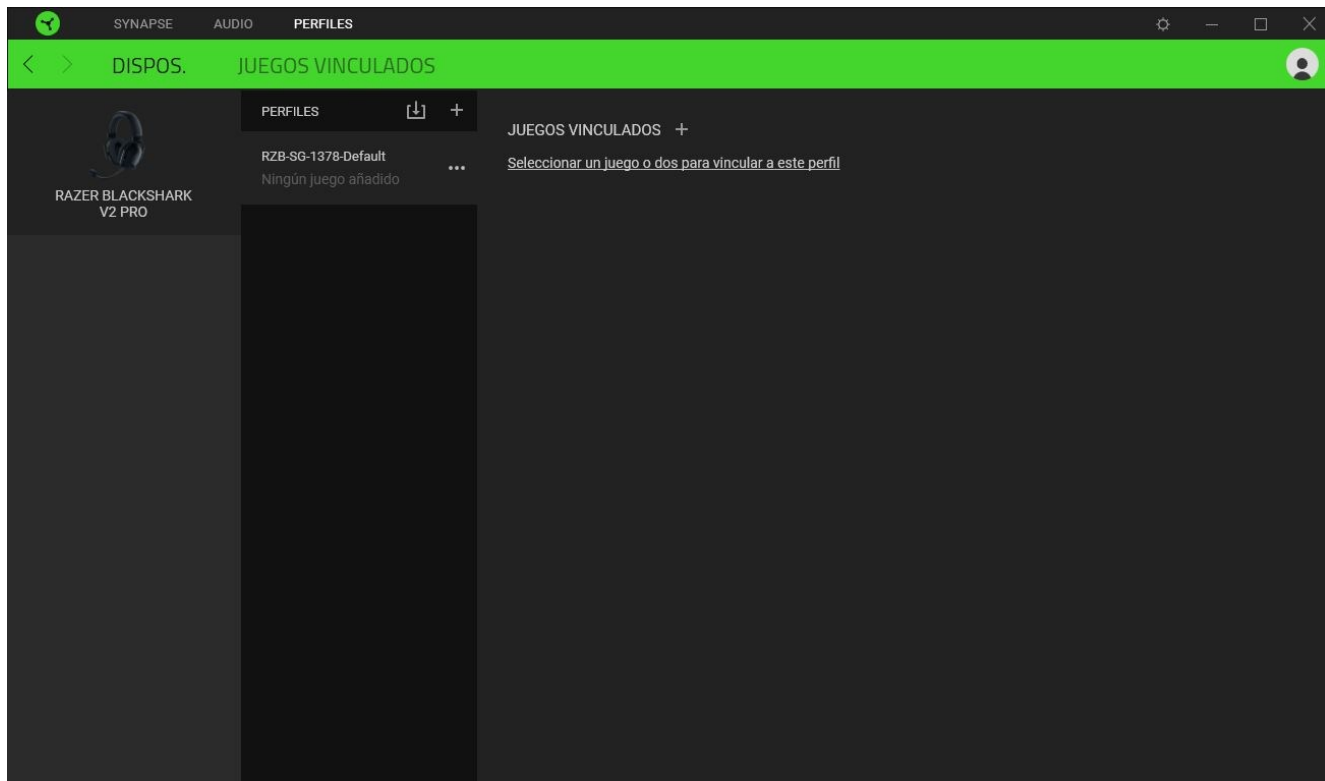 SYNAPSE AUDIO PERFILES
DISPOS. JUEGOS VINCULADOS
RAZER BLACKSHARK
V2 PRO
PERFILES
RZB-SG-1378-Default
Ningún juego añadido
JUEGOS VINCULADOS
Seleccionar un juego o dos para vincular a este perfil